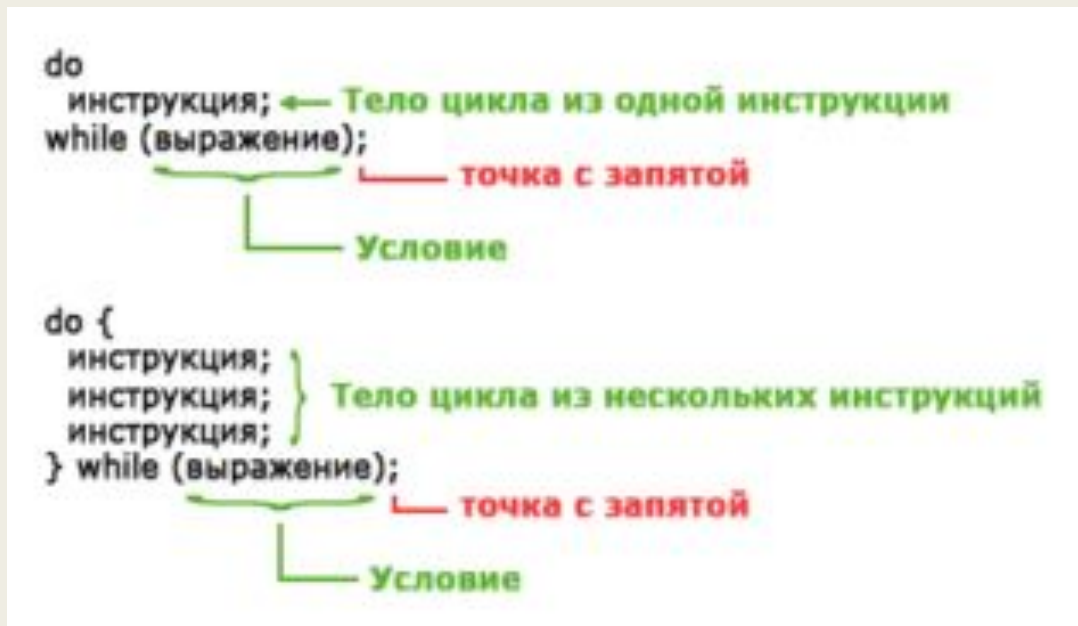 do
инструкция; Тело цикла из одной инструкции
while (выражение);
точка с запятой
Условие
do {
инструкция;
инструкция; Тело цикла из нескольких инструкций
инструкция;
} while (выражение);
точка с запятой
Условие